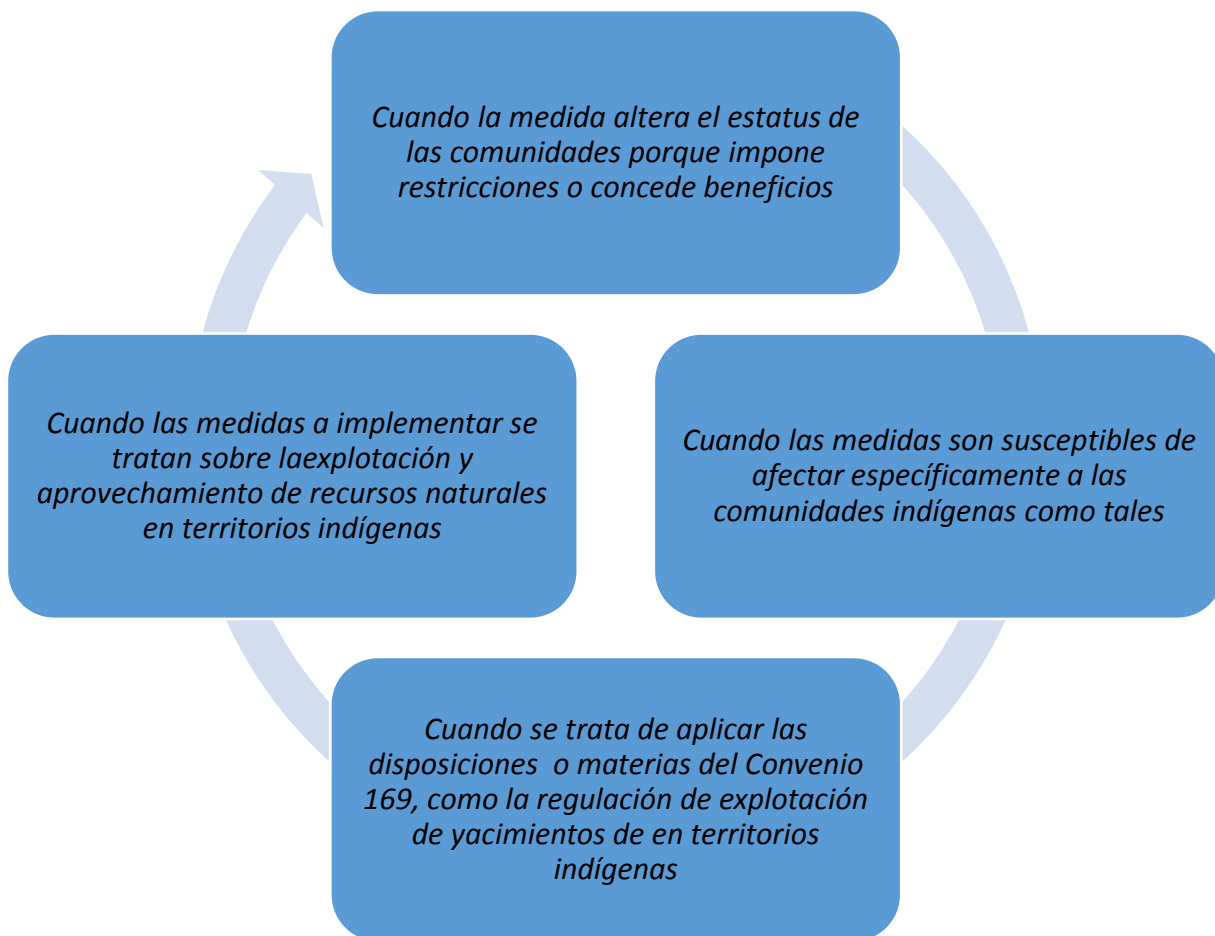 Cuando la medida altera el estatus de
las comunidades porque impone
restricciones o concede beneficios
Cuando las medidas son susceptibles de
afectar específicamente a las
comunidades indígenas como tales
Cuando se trata de aplicar las
disposiciones  o materias del Convenio
169, como la regulación de explotación
de yacimientos de en territorios
indígenas
Cuando las medidas a implementar se
tratan sobre laexplotación y
aprovechamiento de recursos naturales
en territorios indígenas